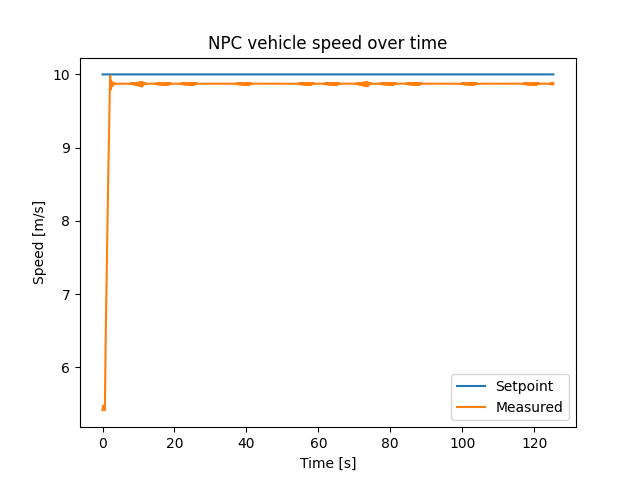 NPC vehicle speed over time
10
9
8
7
6
Speed [m/s]
0 20 40 60 80 100 120
Time [s]
Setpoint
Measured